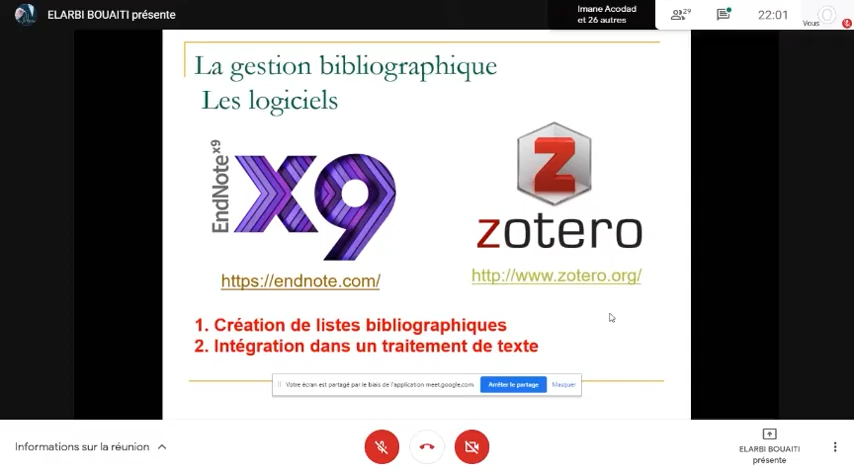 ELARBI BOUAITI présente
Imane Acodad
et 26 autres
29
22:01
Vous
La gestion bibliographique
Les logiciels
EndNote x9
X9
Z
zotero
https://endnote.com/
http://www.zotero.org/
1. Création de listes bibliographiques
2. Intégration dans un traitement de texte
Votre écran est partagé par le biais de l'application meet.google.com.
Arrêter le partage
Masquer
Informations sur la réunion
ELARBI BOUAITI
présente